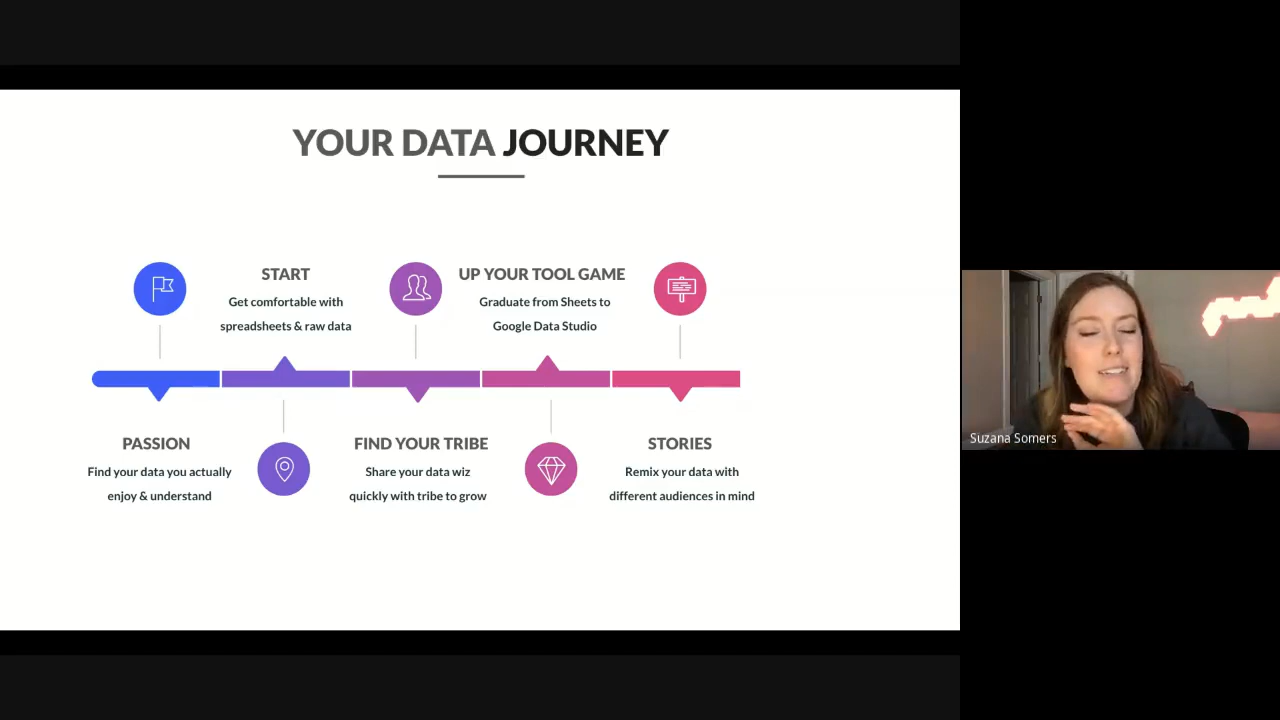 YOUR DATA JOURNEY
PASSION
Find your data you actually
enjoy & understand
START
Get comfortable with
spreadsheets & raw data
FIND YOUR TRIBE
Share your data wiz
quickly with tribe to grow
UP YOUR TOOL GAME
Graduate from Sheets to
Google Data Studio
STORIES
Remix your data with
different audiences in mind
Suzana Somers